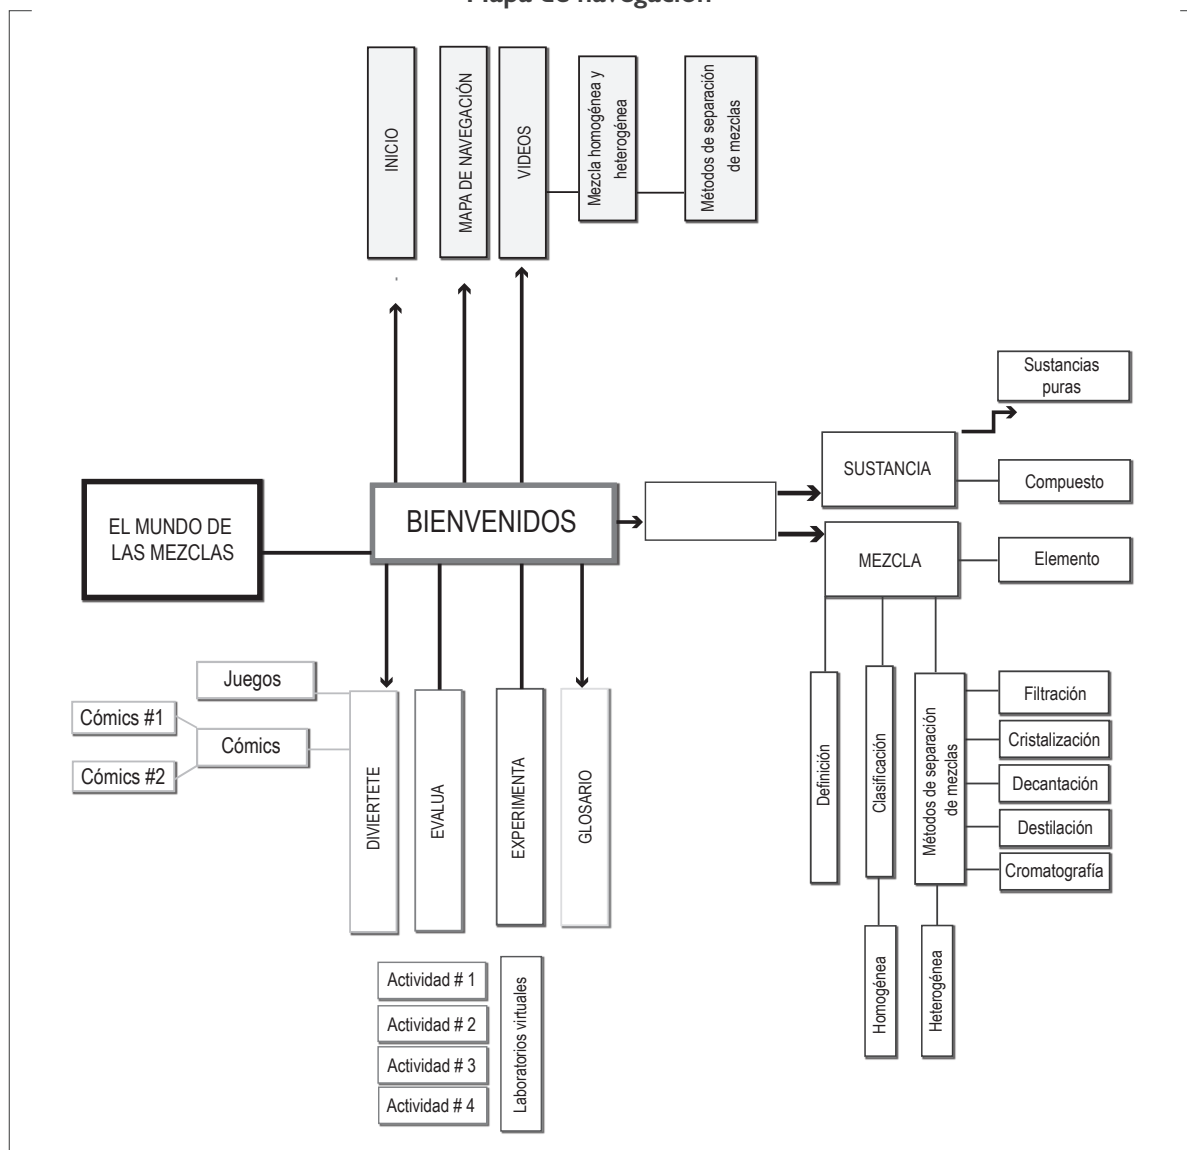 Mapa de navegación
INICIO
MAPA DE NAVEGACIÓN
VIDEOS
Mezcla homogénea y
heterogénea
Métodos de separación
de mezclas
Sustancias
puras
SUSTANCIA
Compuesto
EL MUNDO DE
LAS MEZCLAS
BIENVENIDOS
MEZCLA
Elemento
Juegos
Cómics #1
Cómics
Cómics #2
DIVIERTETE
EVALUA
EXPERIMENTA
GLOSARIO
Definición
Clasificación
Métodos de separación
de mezclas
Filtración
Cristalización
Decantación
Destilación
Cromatografía
Homogénea
Heterogénea
Actividad # 1
Actividad # 2
Actividad # 3
Actividad # 4
Laboratorios virtuales